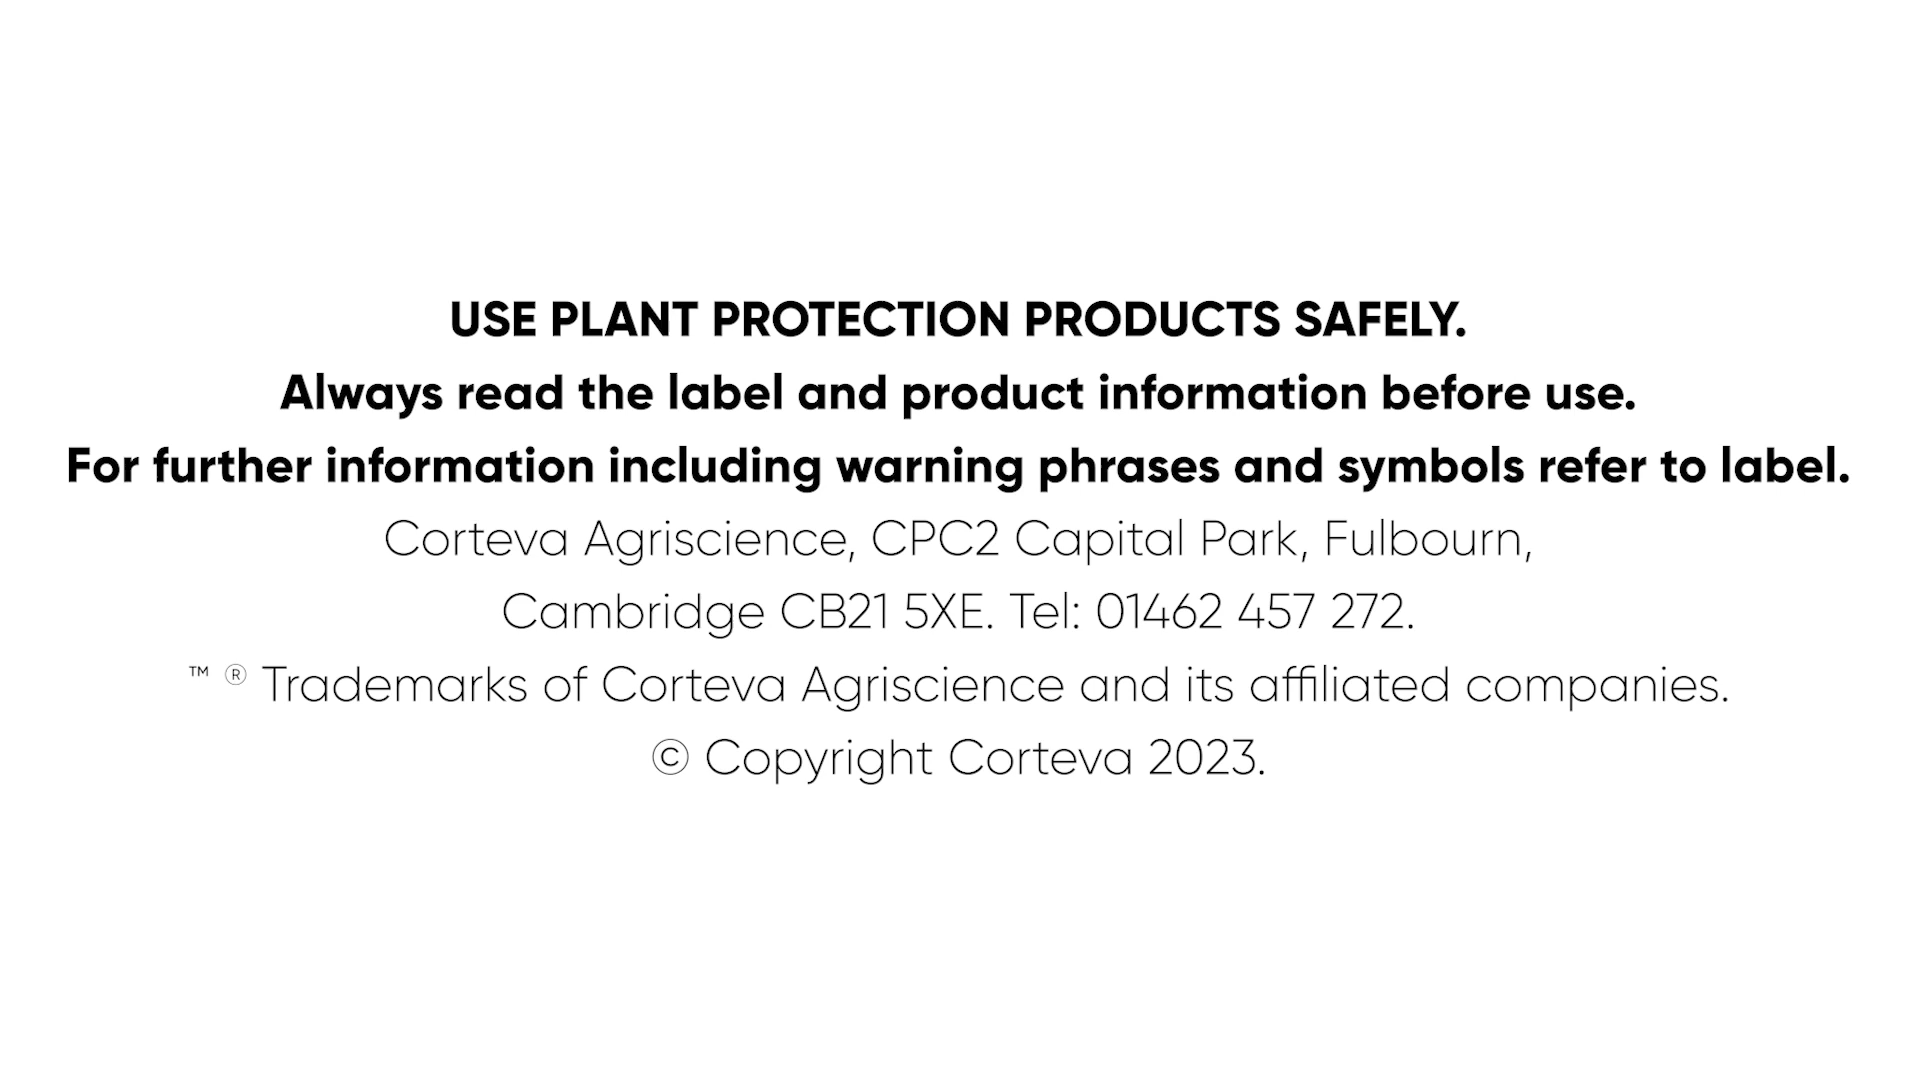 USE PLANT PROTECTION PRODUCTS SAFELY.
Always read the label and product information before use.
For further information including warning phrases and symbols refer to label.
Corteva Agriscience, CPC2 Capital Park, Fulbourn,
Cambridge CB21 5XE. Tel: 01462 457 272.
™ ® Trademarks of Corteva Agriscience and its affiliated companies.
© Copyright Corteva 2023.